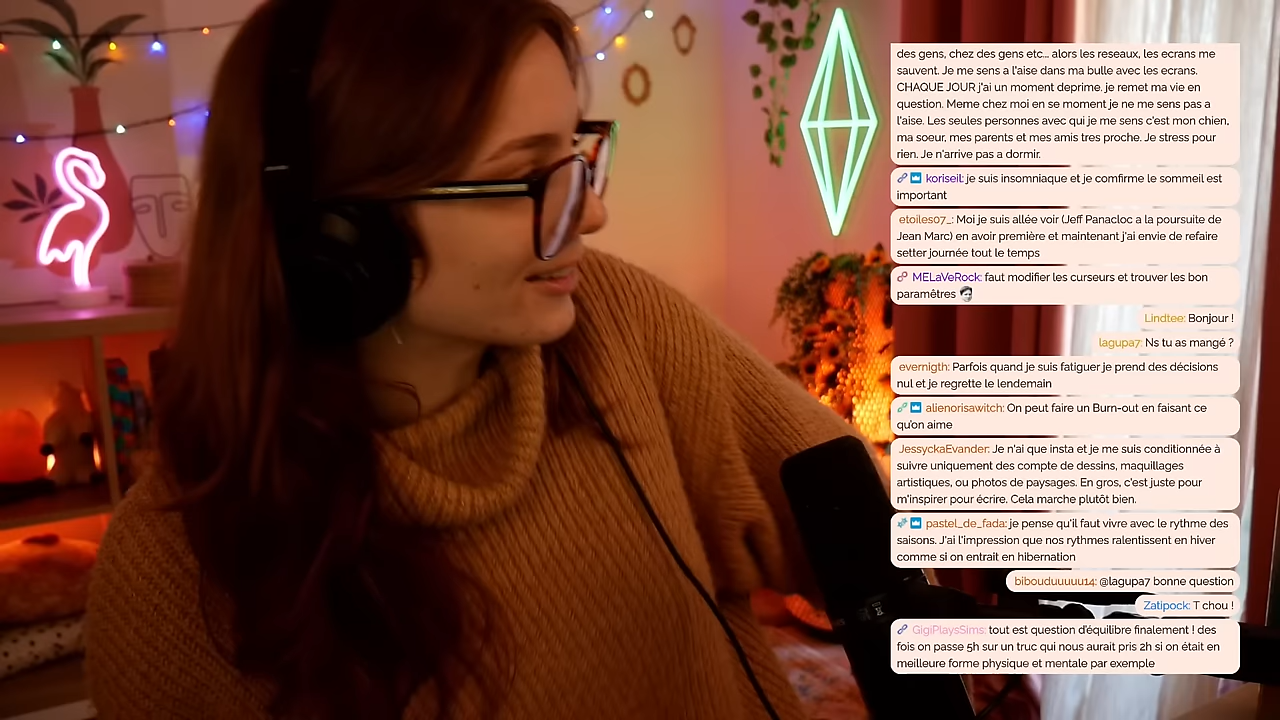 des gens, chez des gens etc... alors les reseaux, les ecrans me
sauvent. Je me sens a l'aise dans ma bulle avec les ecrans.
CHAQUE JOUR j'ai un moment deprime. je remet ma vie en
question. Meme chez moi en se moment je ne me sens pas a
l'aise. Les seules personnes avec qui je me sens c'est mon chien,
ma soeur, mes parents et mes amis tres proche. Je stress pour
rien. Je n'arrive pas a dormir.
koriseil: je suis insomniaque et je comfirme le sommeil est
important
etoiles07_: Moi je suis allée voir (Jeff Panacloc a la poursuite de
Jean Marc) en avoir première et maintenant j'ai envie de refaire
setter journée tout le temps
MELaVeRock: faut modifier les curseurs et trouver les bon
paramètres
Lindtee: Bonjour !
lagupa7: Ns tu as mangé ?
evernigth: Parfois quand je suis fatiguer je prend des décisions
nul et je regrette le lendemain
alienorisawitch: On peut faire un Burn-out en faisant ce
qu'on aime
JessyckaEvander: Je n'ai que insta et je me suis conditionnée à
suivre uniquement des compte de dessins, maquillages
artistiques, ou photos de paysages. En gros, c'est juste pour
m'inspirer pour écrire. Cela marche plutôt bien.
pastel_de_fada: je pense qu'il faut vivre avec le rythme des
saisons. J'ai l'impression que nos rythmes ralentissent en hiver
comme si on entrait en hibernation
bibouduuuuu14: @lagupa7 bonne question
Zatipock: T chou !
GigiPlaysSims: tout est question d'équilibre finalement ! des
fois on passe 5h sur un truc qui nous aurait pris 2h si on était en
meilleure forme physique et mentale par exemple